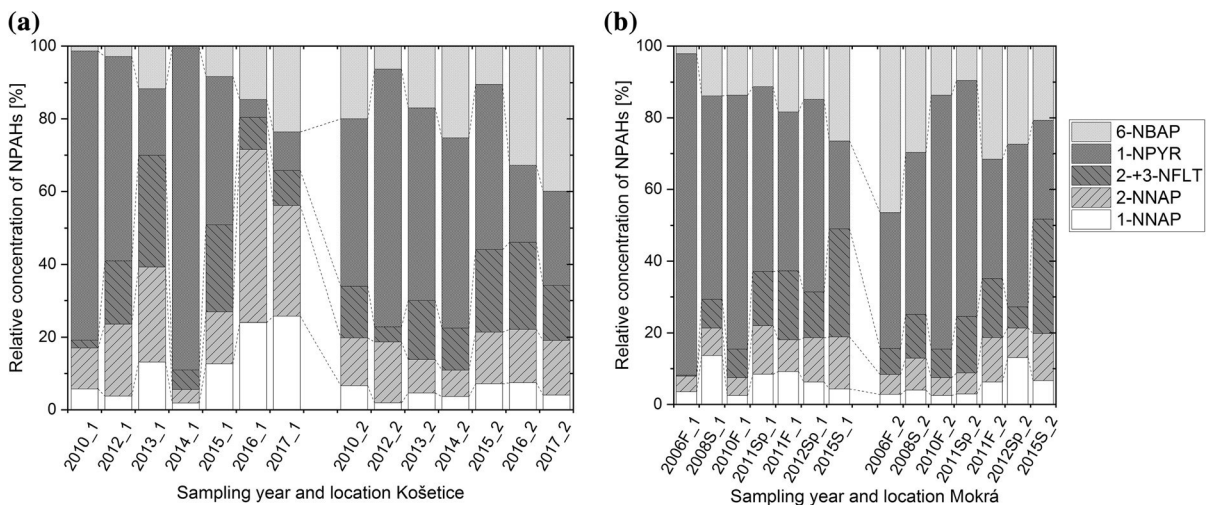 (a)
Relative concentration of NPAHs [%]
100
80
60
40
20
0
2010_1
2012_1
2013_1
2014_1
2015_1
2016_1
2017_1
2010_2
2012_2
2013_2
2014_2
2015_2
2016_2
2017_2
Sampling year and location Košetice
(b)
Relative concentration of NPAHs [%]
100
80
60
40
20
0
2006F_1
2008S_1
2010F_1
2011Sp_1
2011F_1
2012Sp_1
2015S_1
2006F_2
2008S_2
2010F_2
2011Sp_2
2011F_2
2012Sp_2
2015S_2
Sampling year and location Mokrá
6-NBAP
1-NPYR
2-+3-NFLT
2-NNAP
1-NNAP